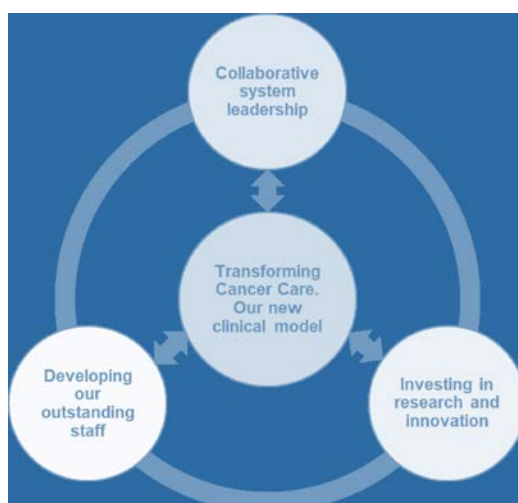 Collaborative
system
leadership
Transforming
Cancer Care.
Our new
clinical model
Developing
our
outstanding
staff
Investing in
research and
innovation